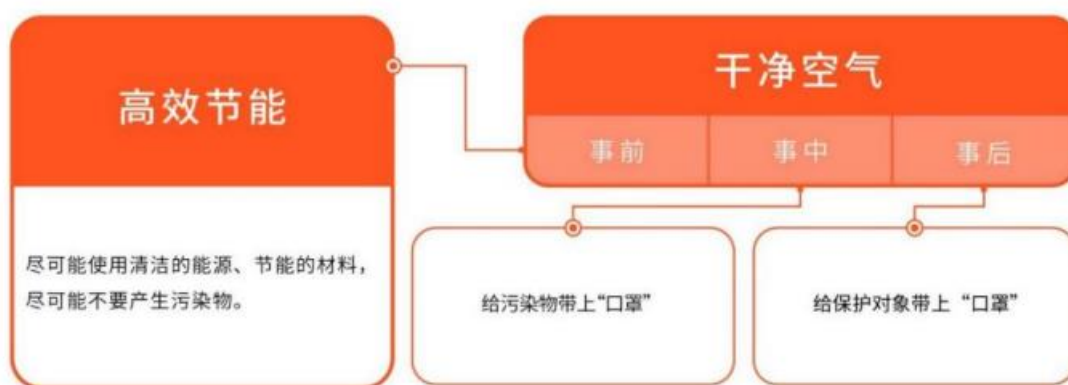 高效节能
尽可能使用清洁的能源、节能的材料，
尽可能不要产生污染物。
干净空气
事前
事中
事后
给污染物带上“口罩”
给保护对象带上“口罩”